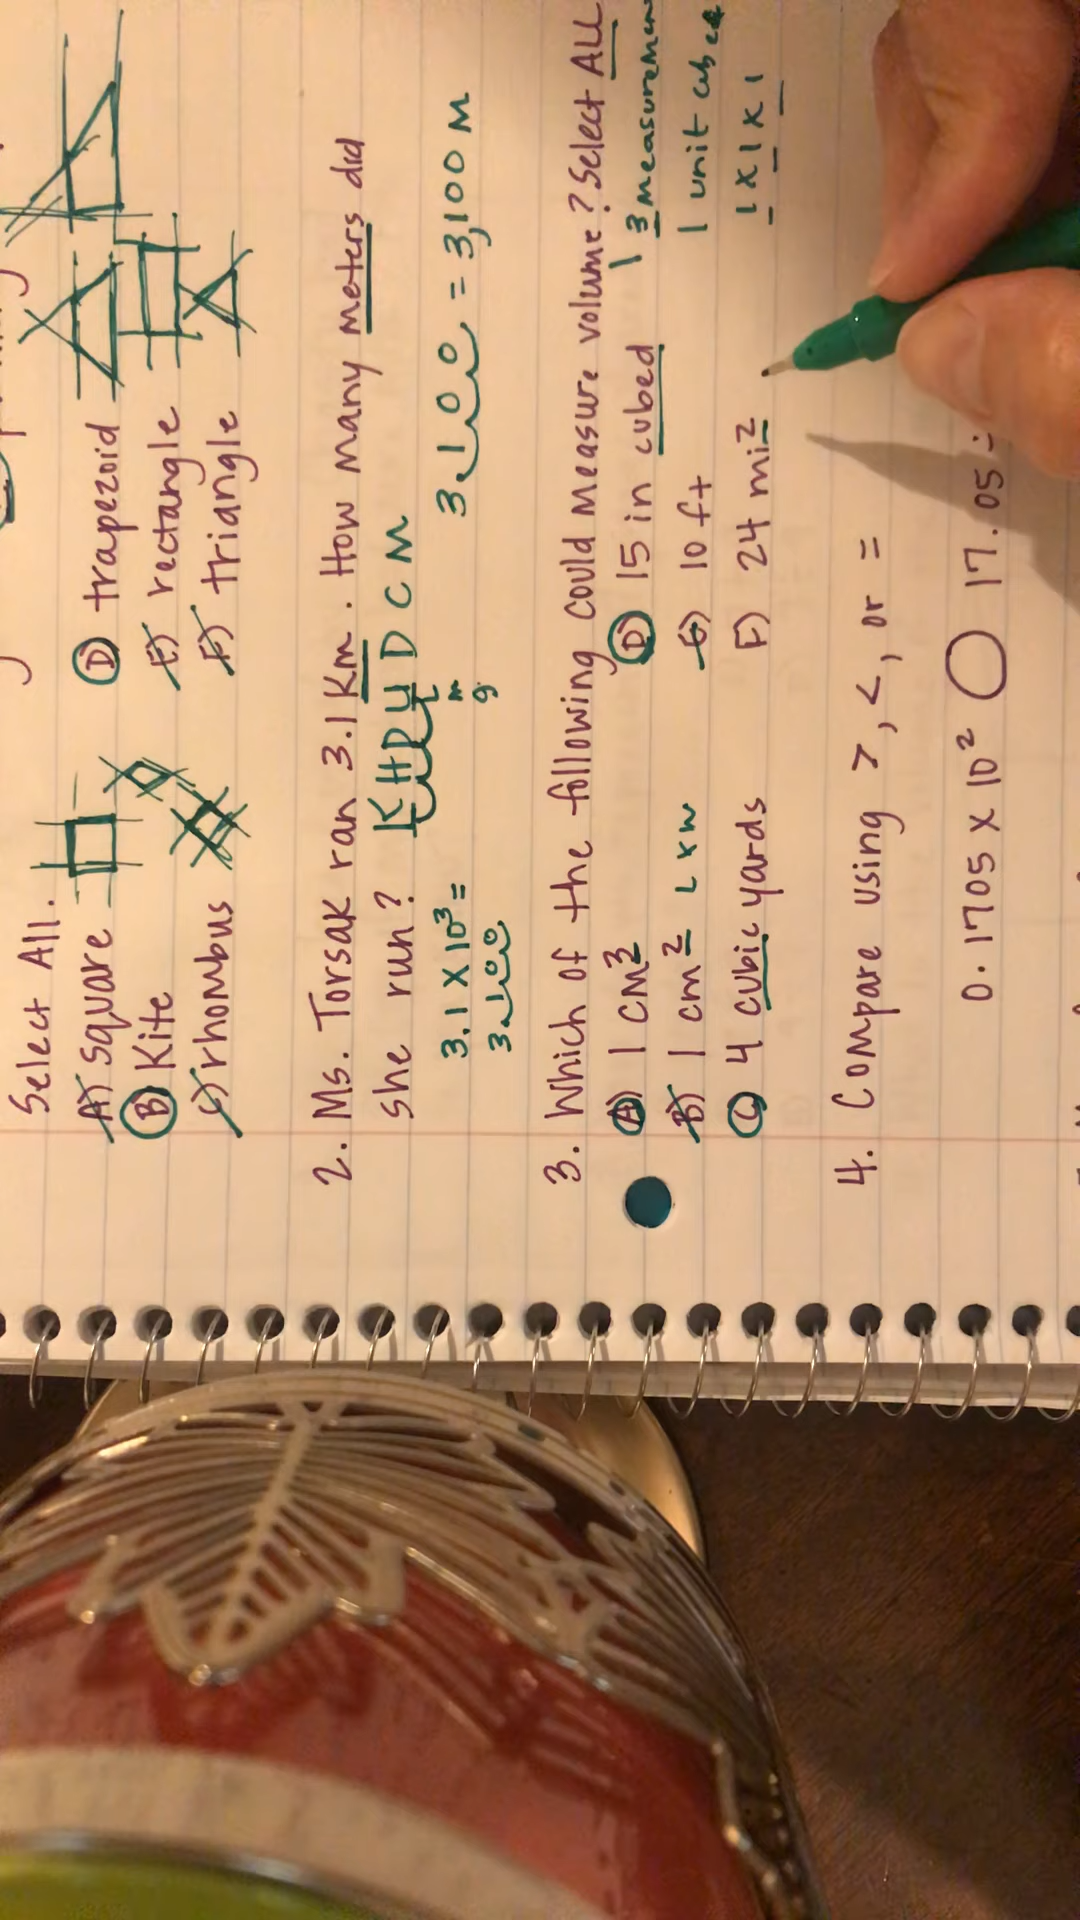 Select All.
A) square
B) Kite
C) rhombus
D) trapezoid
E) rectangle
F) triangle
2. Ms. Torsak ran 3.1 Km. How many meters did
she run?
K H D U D C M
m
g
3.1 x 10³ =
3.100
3.100. = 3,100 M
3. Which of the following could measure volume? Select ALL
A) 1 cm³
B) 1 cm² L x W
C) 4 cubic yards
D) 15 in cubed
10 ft
F) 24 mi²
3 measuremen
1 unit cubed
1 x 1 x 1
4. Compare using >, <, or =
0.1705 x 10² 17.05 ÷